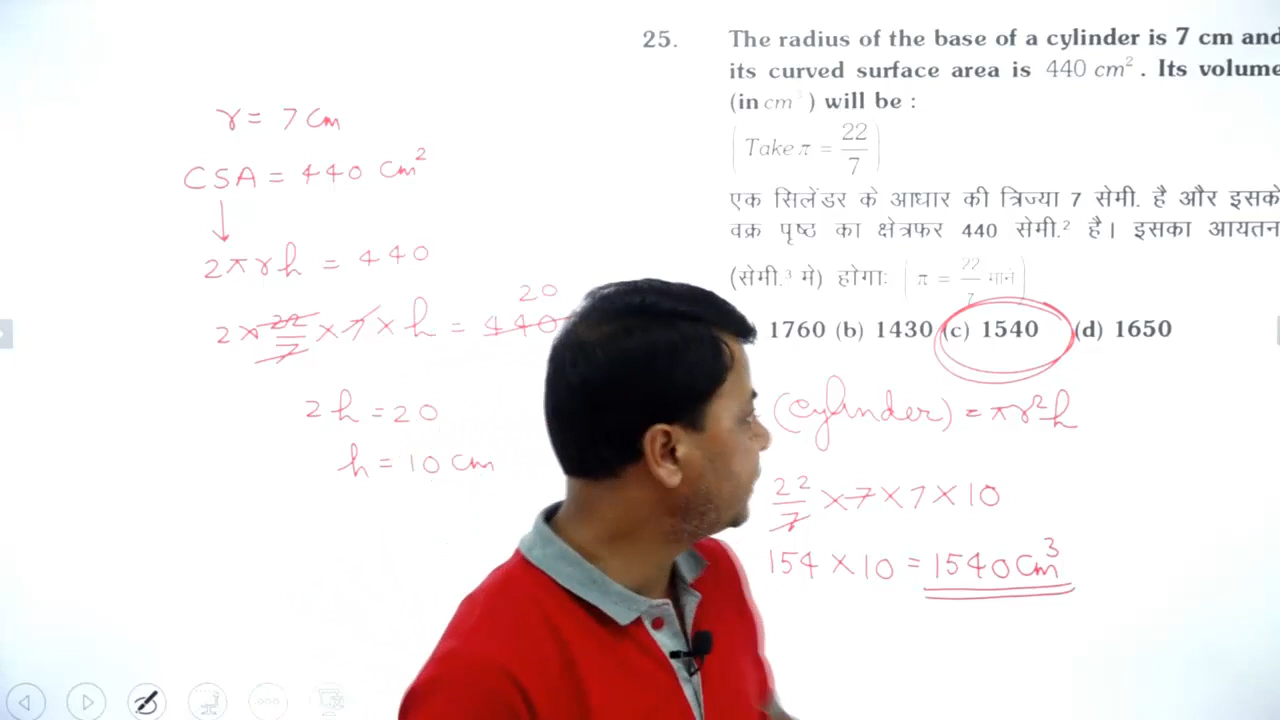 25. The radius of the base of a cylinder is 7 cm and
its curved surface area is 440 cm². Its volume
(in cm³) will be :
(Take π = 22/7)
एक सिलेंडर के आधार की त्रिज्या 7 सेमी. है और इसके
वक्र पृष्ठ का क्षेत्रफर 440 सेमी.² है। इसका आयतन
(सेमी.³ मे) होगाः (π = 22/7 माने)
1760 (b) 1430 (c) 1540 (d) 1650
r = 7 cm
CSA = 440 cm²
2πrh = 440
2 × 22/7 × 7 × h = 440
20
2h = 20
h = 10 cm
(cylinder) = πr²h
22/7 × 7 × 7 × 10
154 × 10 = 1540 cm³